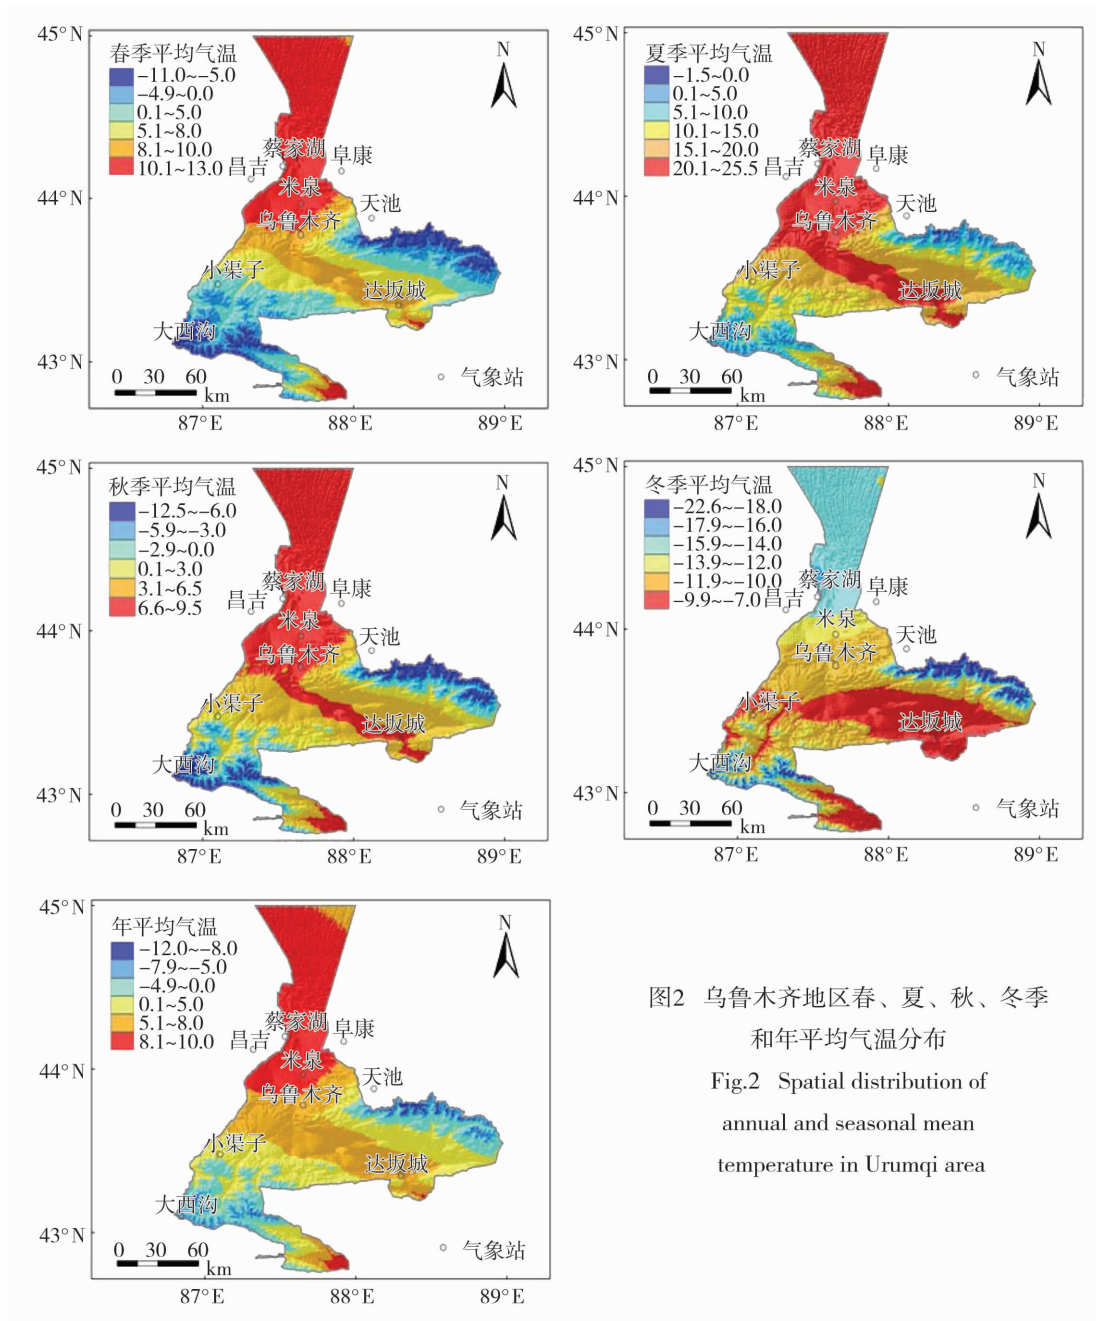 45°N
44°N
43°N
春季平均气温
-11.0~-5.0
-4.9~0.0
0.1~5.0
5.1~8.0
8.1~10.0
10.1~13.0
N
蔡家湖
昌吉
阜康
米泉
天池
乌鲁木齐
小渠子
达坂城
大西沟
0 30 60
km
气象站
87°E 88°E 89°E
45°N
44°N
43°N
夏季平均气温
-1.5~0.0
0.1~5.0
5.1~10.0
10.1~15.0
15.1~20.0
20.1~25.5
N
蔡家湖
昌吉
阜康
米泉
天池
乌鲁木齐
小渠子
达坂城
大西沟
0 30 60
km
气象站
87°E 88°E 89°E
45°N
44°N
43°N
秋季平均气温
-12.5~-6.0
-5.9~-3.0
-2.9~0.0
0.1~3.0
3.1~6.5
6.6~9.5
N
蔡家湖
昌吉
阜康
米泉
天池
乌鲁木齐
小渠子
达坂城
大西沟
0 30 60
km
气象站
87°E 88°E 89°E
45°N
44°N
43°N
冬季平均气温
-22.6~-18.0
-17.9~-16.0
-15.9~-14.0
-13.9~-12.0
-11.9~-10.0
-9.9~-7.0
N
蔡家湖
昌吉
阜康
米泉
天池
乌鲁木齐
小渠子
达坂城
大西沟
0 30 60
km
气象站
87°E 88°E 89°E
45°N
44°N
43°N
年平均气温
-12.0~-8.0
-7.9~-5.0
-4.9~0.0
0.1~5.0
5.1~8.0
8.1~10.0
N
蔡家湖
昌吉
阜康
米泉
天池
乌鲁木齐
小渠子
达坂城
大西沟
0 30 60
km
气象站
87°E 88°E 89°E
图2 乌鲁木齐地区春、夏、秋、冬季
和年平均气温分布
Fig.2 Spatial distribution of
annual and seasonal mean
temperature in Urumqi area